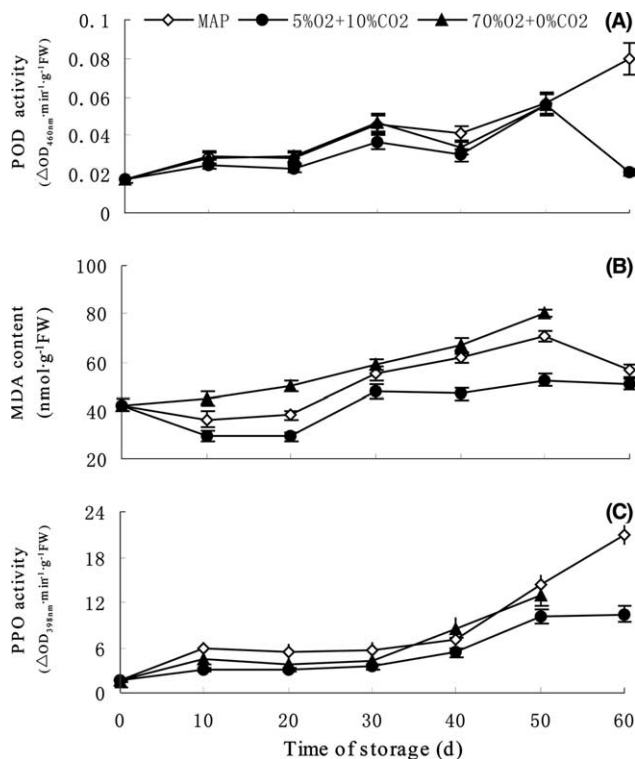 MAP 5%O2+10%CO2 70%O2+0%CO2
(A)
POD activity
(△OD460nm·min-1·g-1FW)
0.1
0.08
0.06
0.04
0.02
0
(B)
MDA content
(nmol·g-1FW)
100
80
60
40
20
(C)
PPO activity
(△OD398nm·min-1·g-1FW)
24
18
12
6
0
0 10 20 30 40 50 60
Time of storage (d)